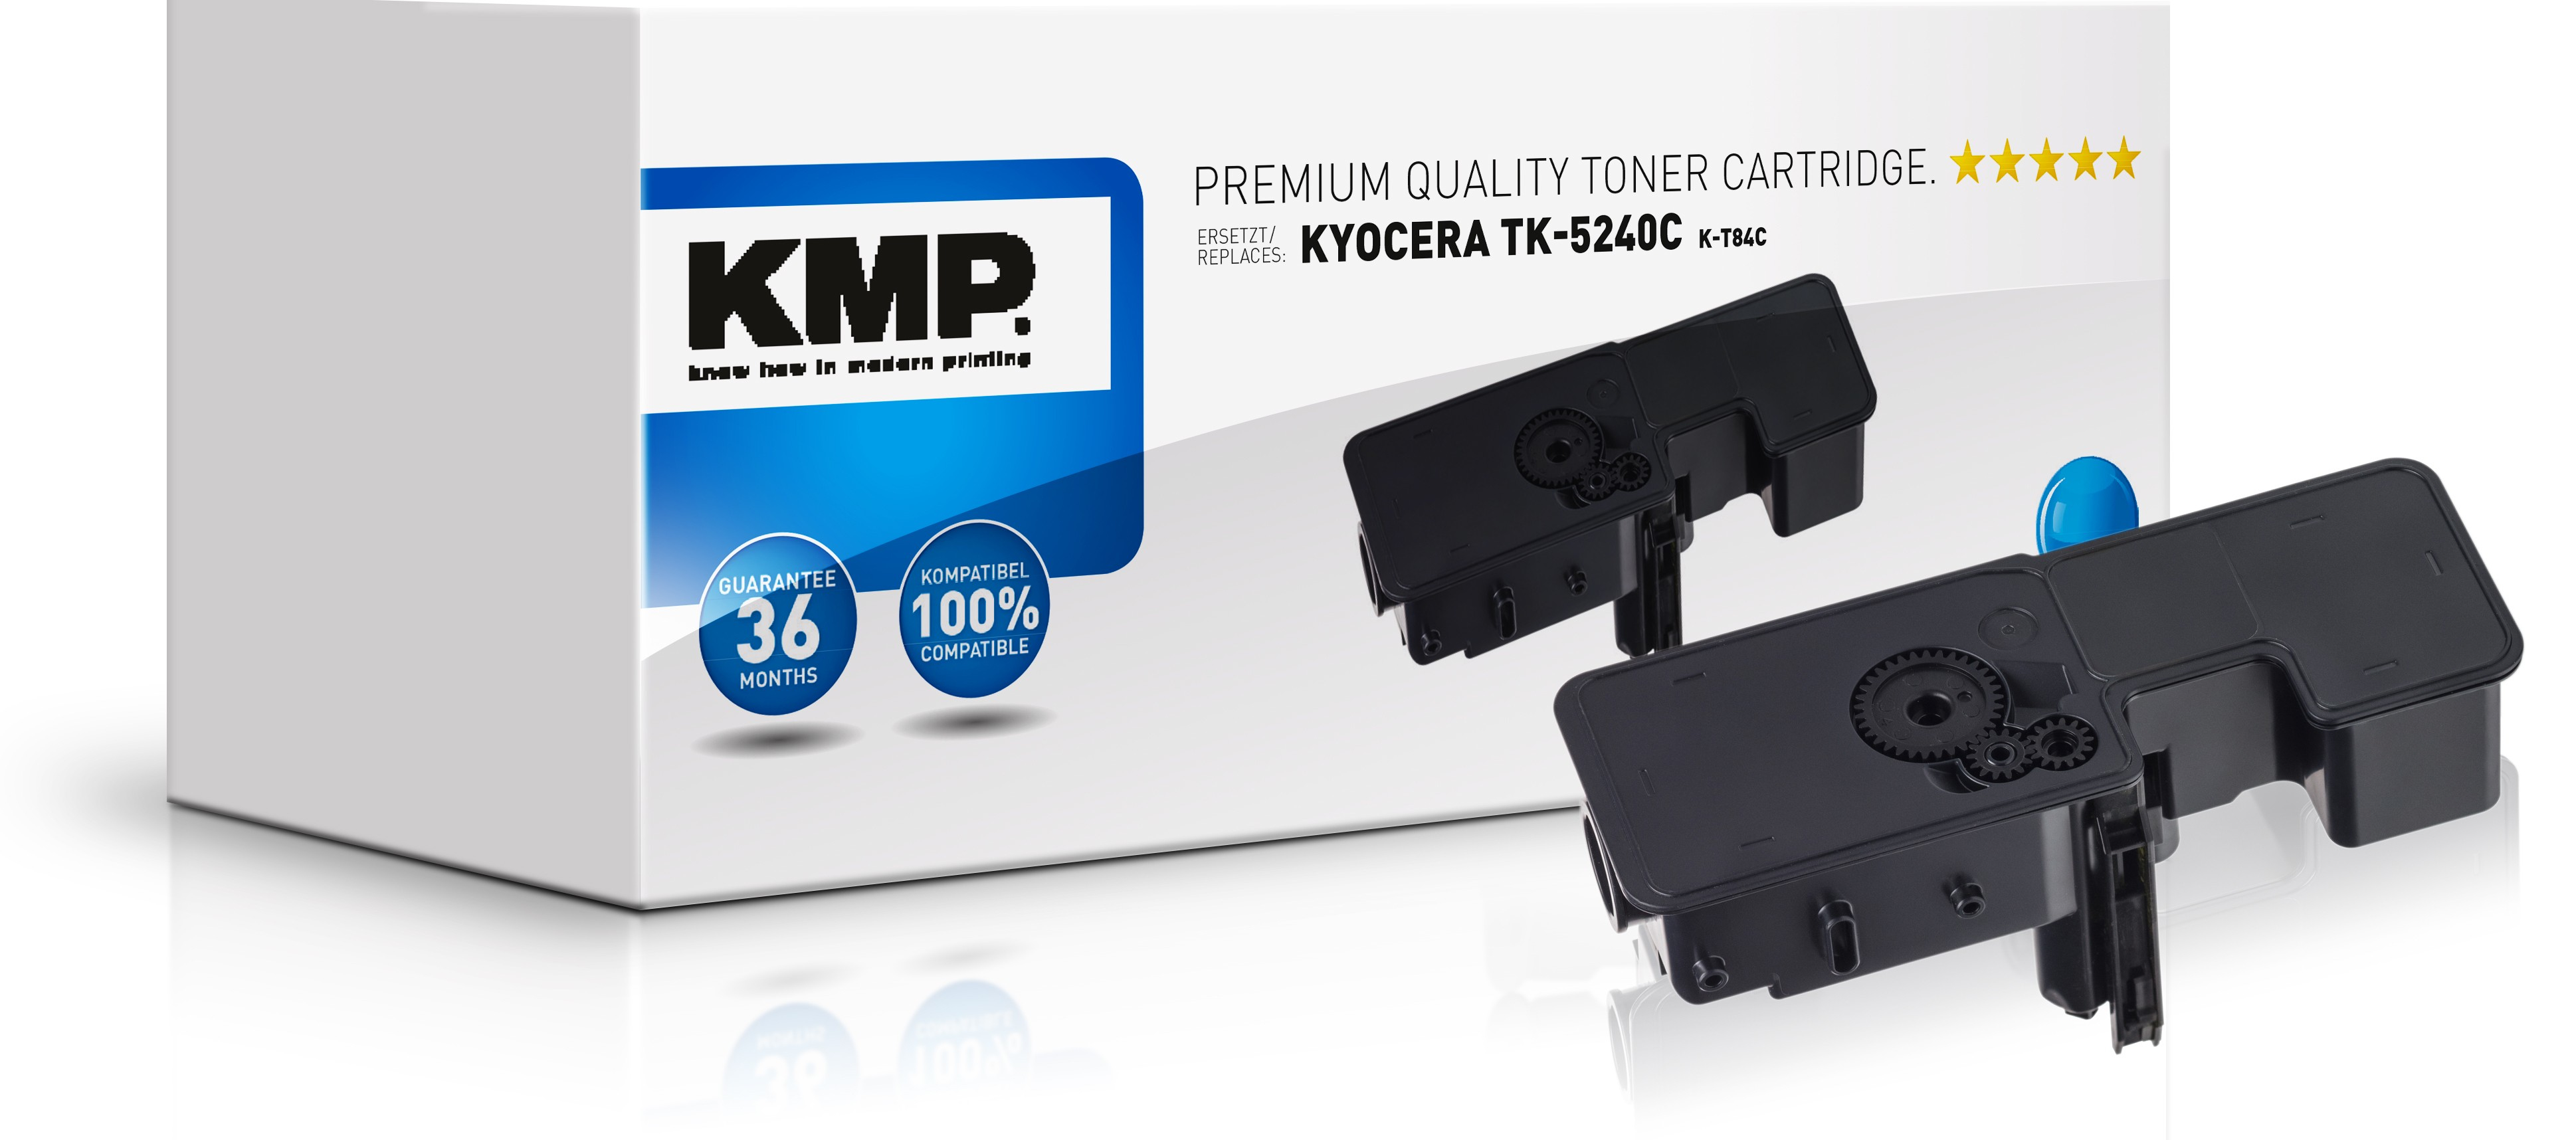 PREMIUM QUALITY TONER CARTRIDGE.
ERSETZT/
REPLACES:
KYOCERA TK-5240C K-T84C
KMP.
know how in modern printing
GUARANTEE
36
MONTHS
KOMPATIBEL
100%
COMPATIBLE